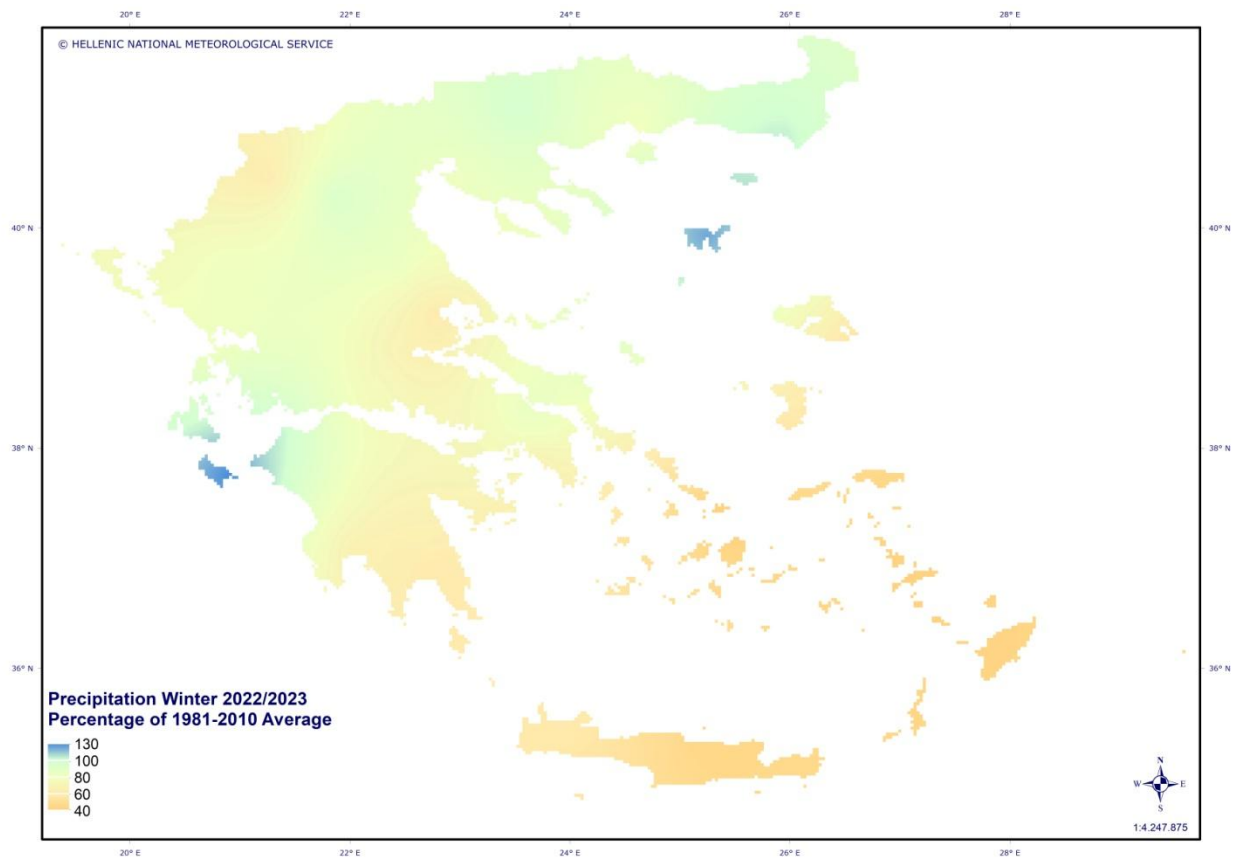 20° E 22° E 24° E 26° E 28° E
© HELLENIC NATIONAL METEOROLOGICAL SERVICE
40° N 40° N
38° N 38° N
36° N 36° N
Precipitation Winter 2022/2023
Percentage of 1981-2010 Average
130
100
80
60
40
N
W E
S
1:4.247.875
20° E 22° E 24° E 26° E 28° E